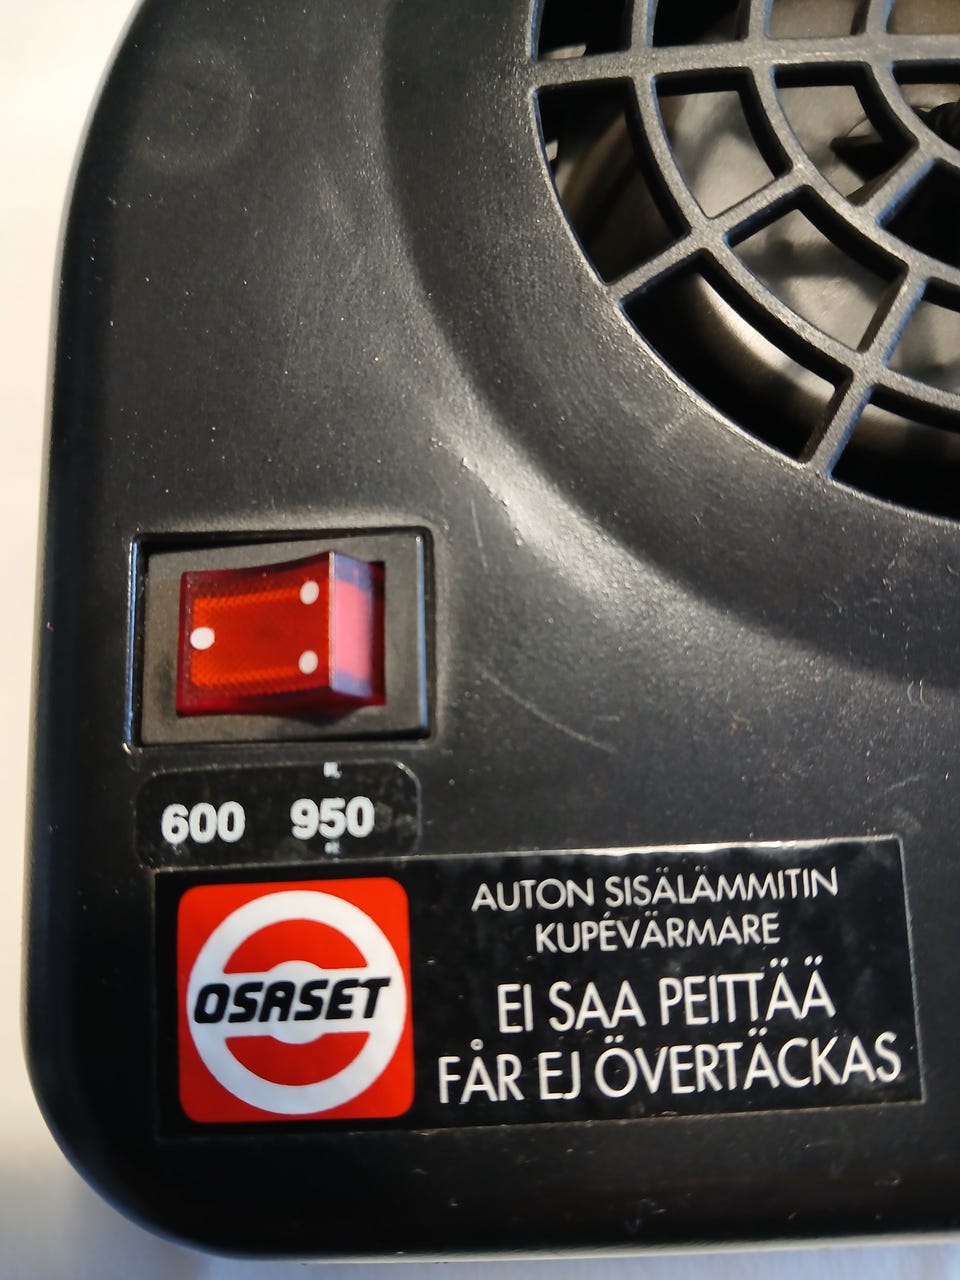 600 950
OSASET
AUTON SISÄLÄMMITIN
KUPÉVÄRMARE
EI SAA PEITTÄÄ
FÅR EJ ÖVERTÄCKAS